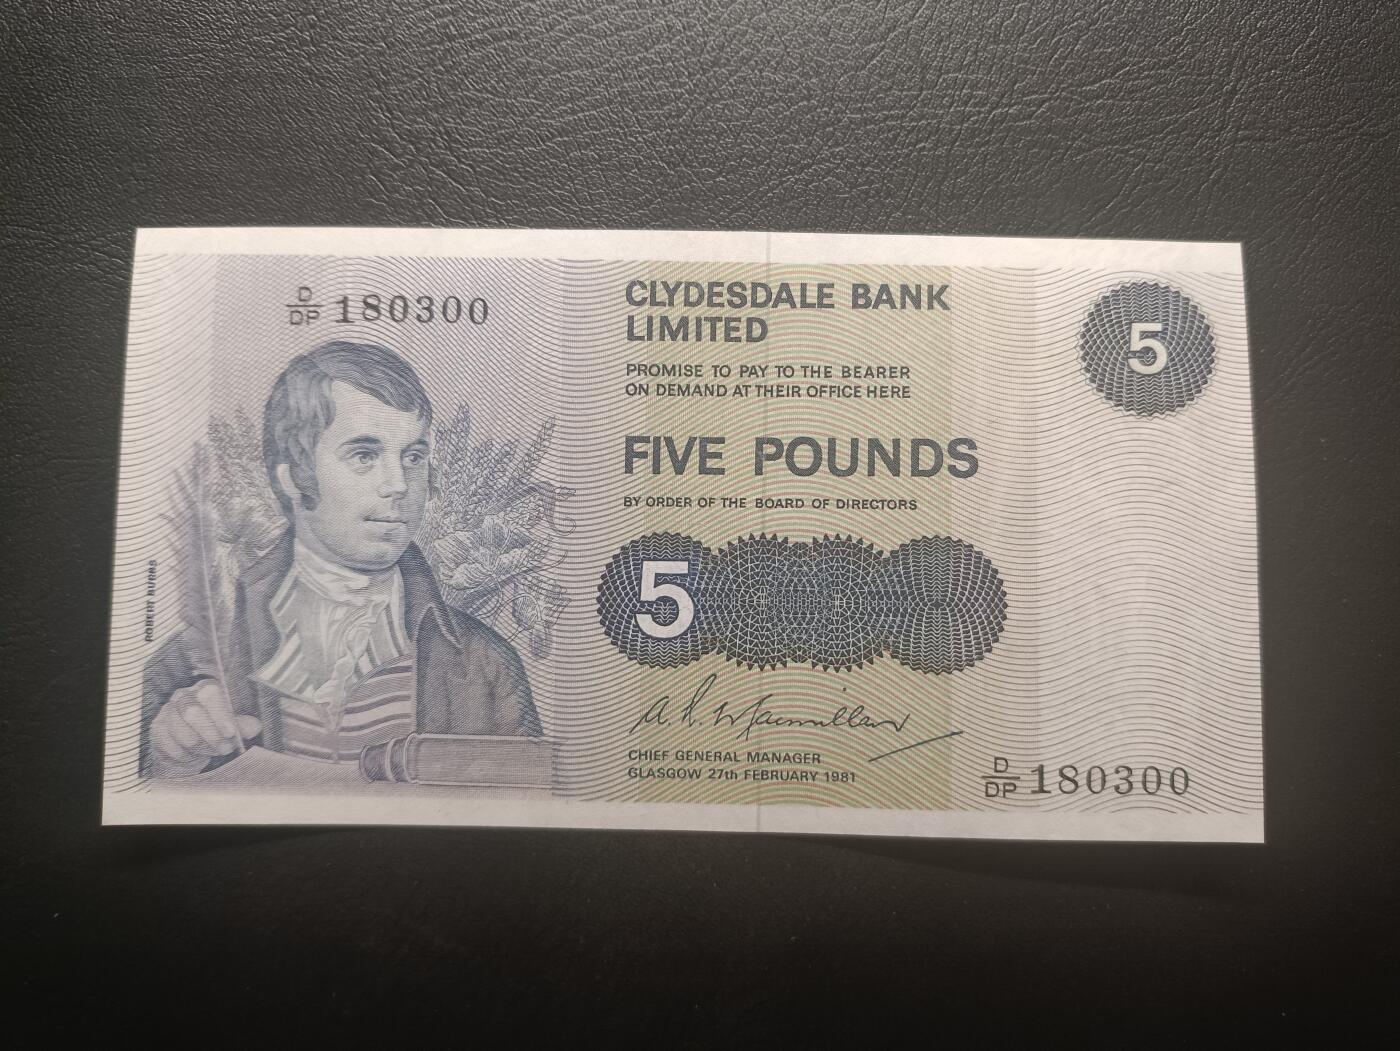 D/DP 180300
CLYDESDALE BANK
LIMITED
PROMISE TO PAY TO THE BEARER
ON DEMAND AT THEIR OFFICE HERE
FIVE POUNDS
BY ORDER OF THE BOARD OF DIRECTORS
5
5
ROBERT BURNS
A. R. Macmillan
CHIEF GENERAL MANAGER
GLASGOW 27th FEBRUARY 1981
D/DP 180300